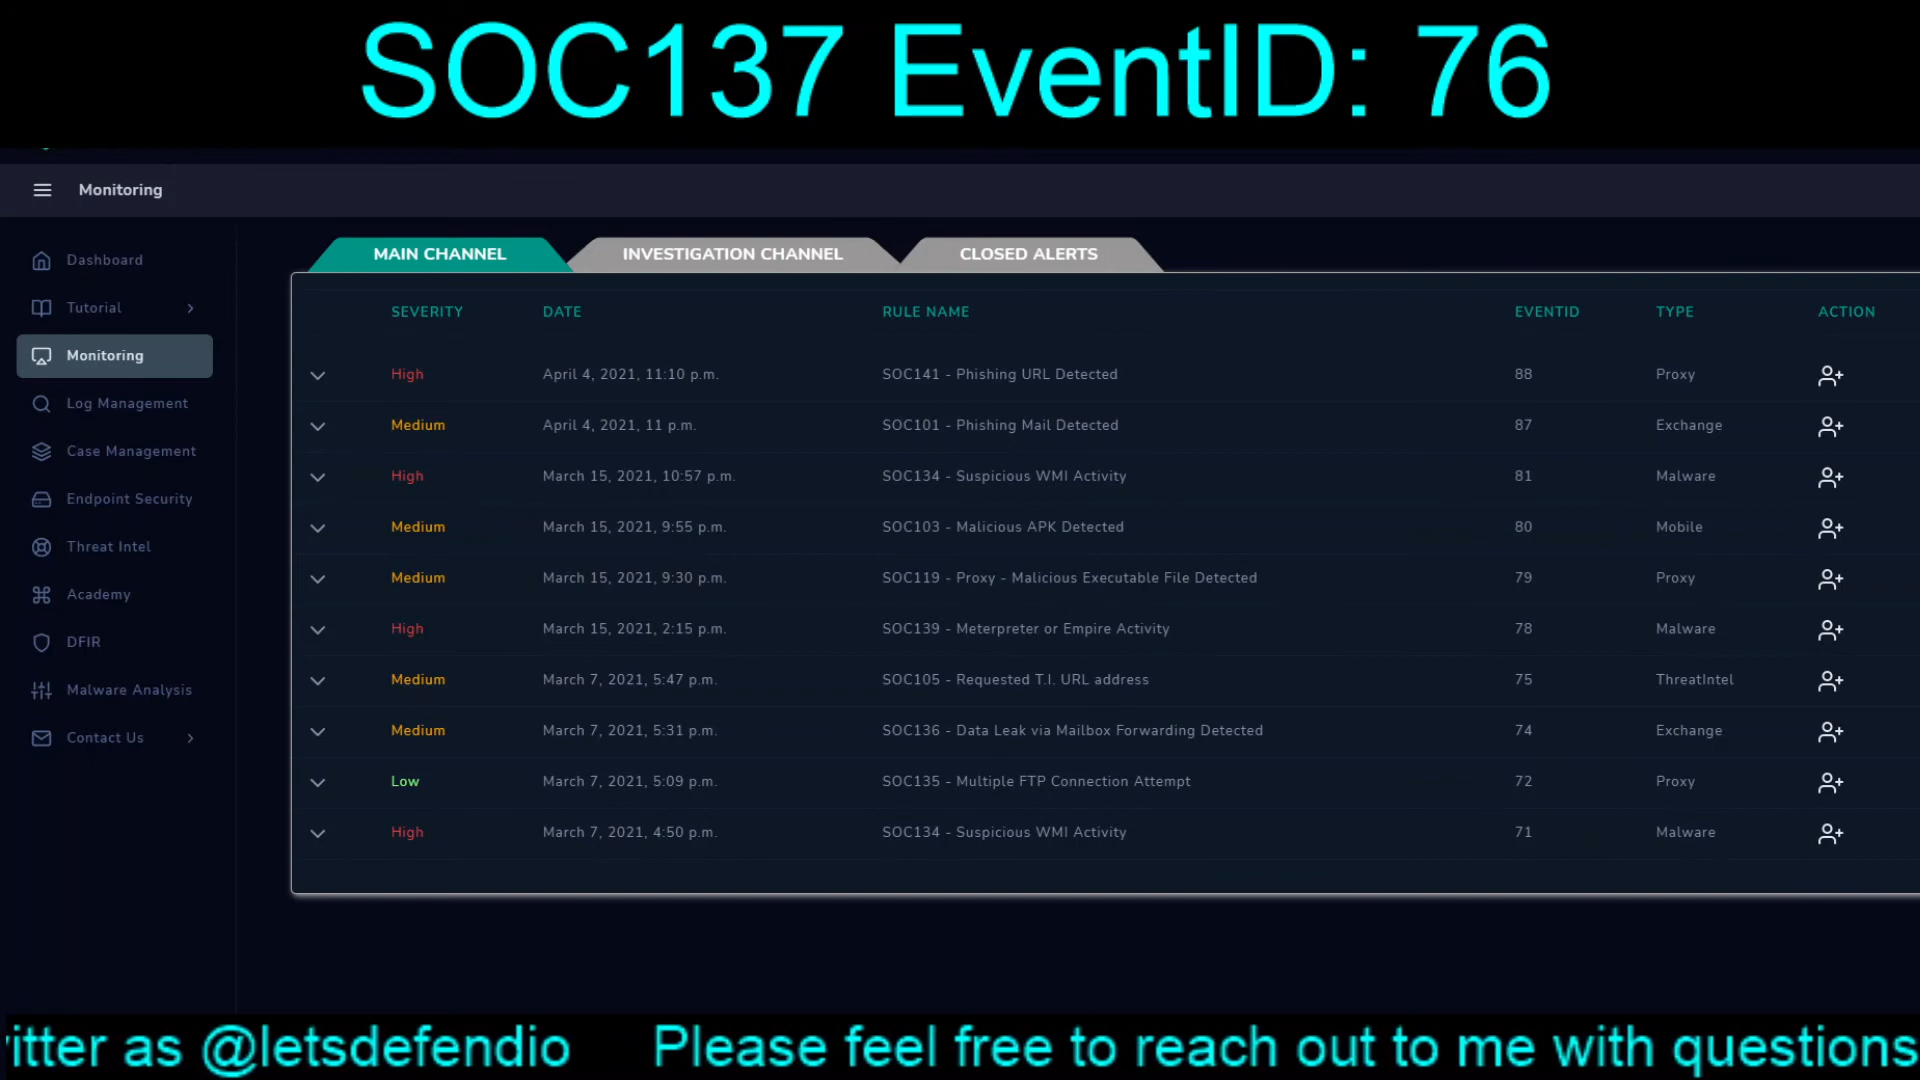 SOC137 EventID: 76
Monitoring
Dashboard
Tutorial
Monitoring
Log Management
Case Management
Endpoint Security
Threat Intel
Academy
DFIR
Malware Analysis
Contact Us
MAIN CHANNEL INVESTIGATION CHANNEL CLOSED ALERTS
SEVERITY DATE RULE NAME EVENTID TYPE ACTION
High April 4, 2021, 11:10 p.m. SOC141 - Phishing URL Detected 88 Proxy
Medium April 4, 2021, 11 p.m. SOC101 - Phishing Mail Detected 87 Exchange
High March 15, 2021, 10:57 p.m. SOC134 - Suspicious WMI Activity 81 Malware
Medium March 15, 2021, 9:55 p.m. SOC103 - Malicious APK Detected 80 Mobile
Medium March 15, 2021, 9:30 p.m. SOC119 - Proxy - Malicious Executable File Detected 79 Proxy
High March 15, 2021, 2:15 p.m. SOC139 - Meterpreter or Empire Activity 78 Malware
Medium March 7, 2021, 5:47 p.m. SOC105 - Requested T.I. URL address 75 ThreatIntel
Medium March 7, 2021, 5:31 p.m. SOC136 - Data Leak via Mailbox Forwarding Detected 74 Exchange
Low March 7, 2021, 5:09 p.m. SOC135 - Multiple FTP Connection Attempt 72 Proxy
High March 7, 2021, 4:50 p.m. SOC134 - Suspicious WMI Activity 71 Malware
itter as @letsdefendio Please feel free to reach out to me with questions